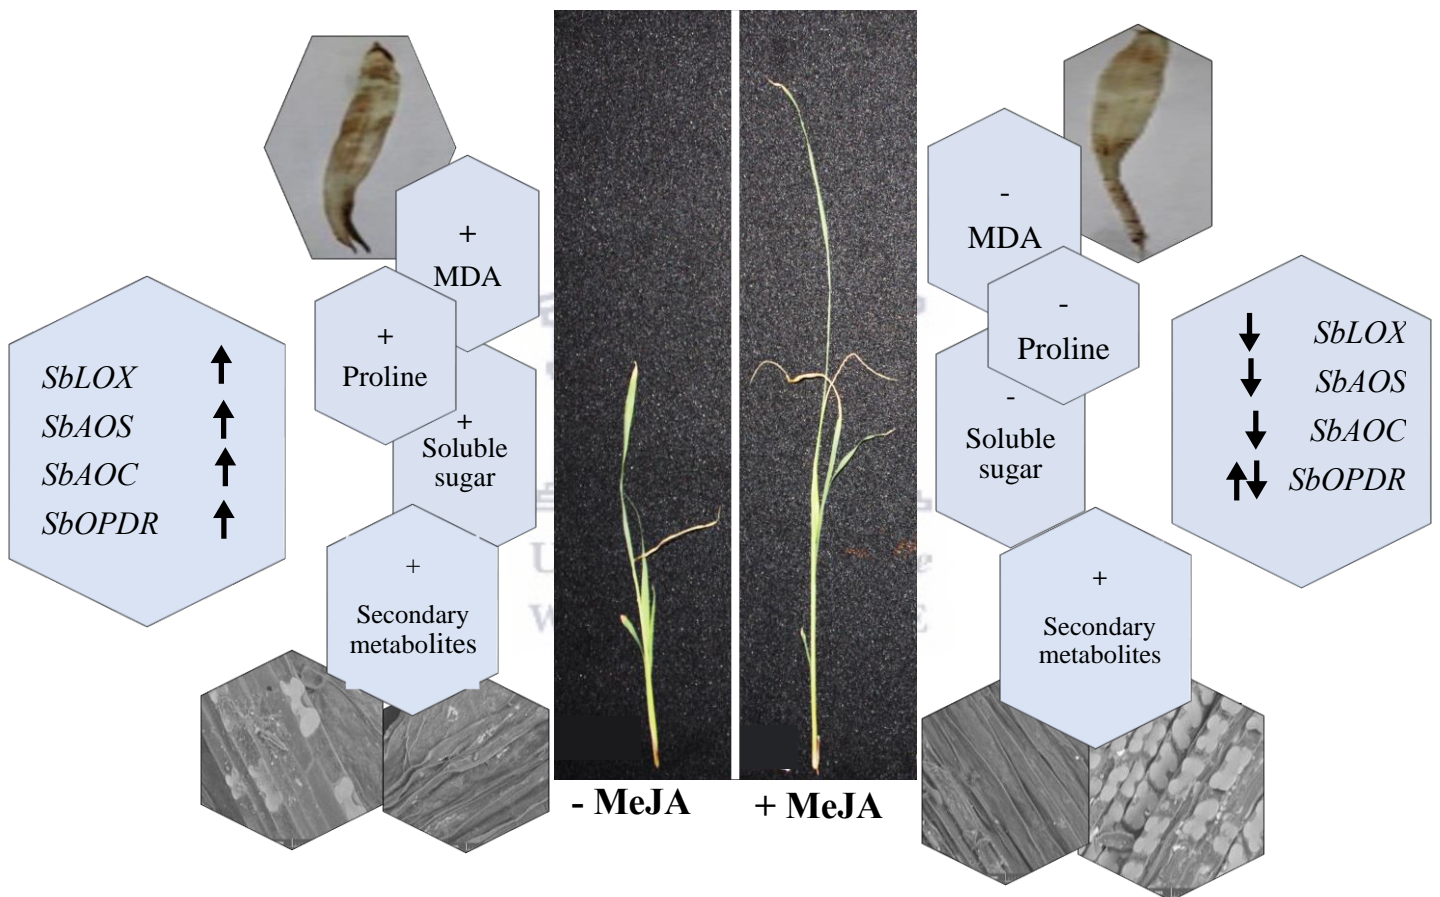 +
MDA
+
Proline
+
Soluble
sugar
+
Secondary
metabolites
SbLOX ↑
SbAOS ↑
SbAOC ↑
SbOPDR ↑
- MeJA
+ MeJA
-
MDA
-
Proline
-
Soluble
sugar
+
Secondary
metabolites
↓ SbLOX
↓ SbAOS
↓ SbAOC
↑↓ SbOPDR